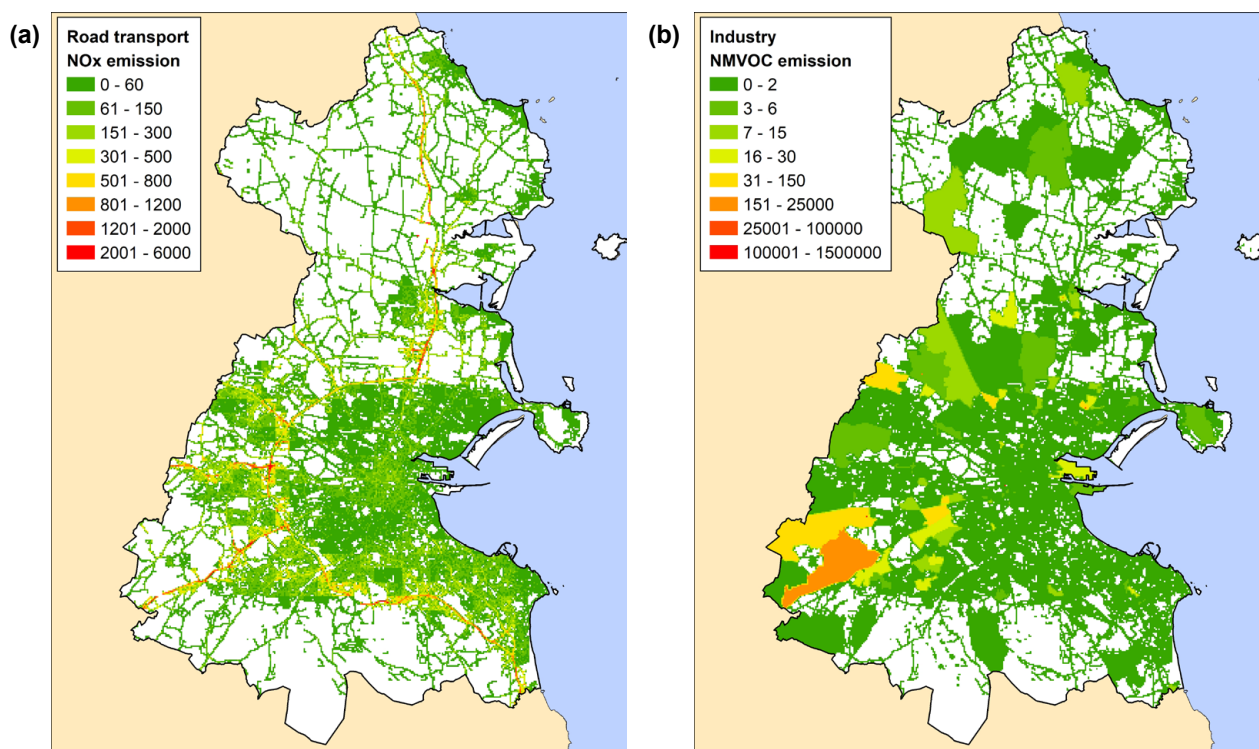 (a)
Road transport
NOx emission
0 - 60
61 - 150
151 - 300
301 - 500
501 - 800
801 - 1200
1201 - 2000
2001 - 6000
(b)
Industry
NMVOC emission
0 - 2
3 - 6
7 - 15
16 - 30
31 - 150
151 - 25000
25001 - 100000
100001 - 1500000